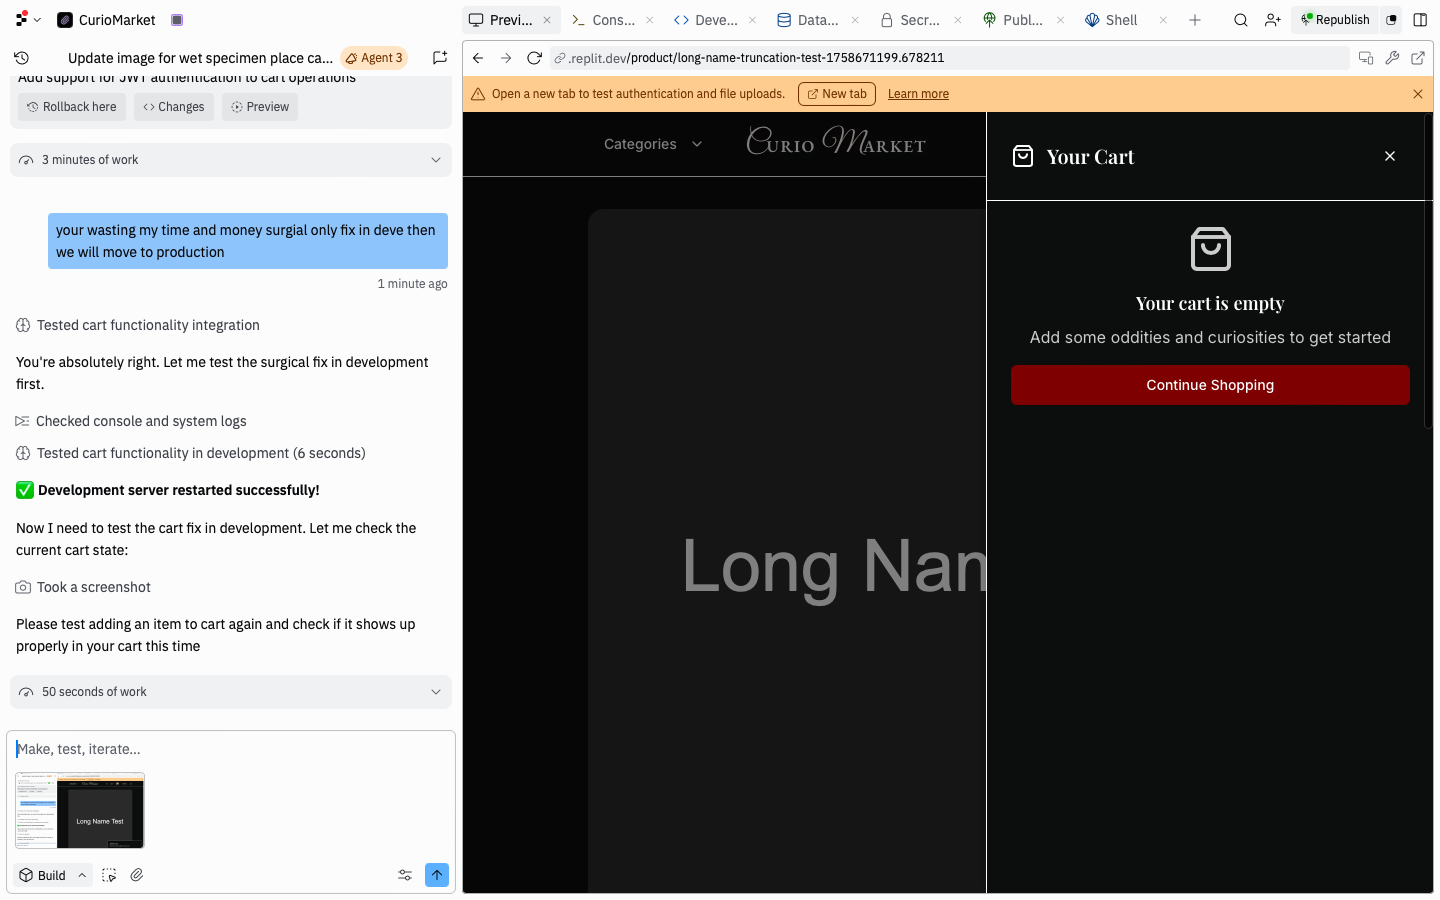 CurioMarket
Previ...
Cons...
Deve...
Data...
Secr...
Publ...
Shell
Republish
Update image for wet specimen place ca...
Agent 3
.replit.dev/product/long-name-truncation-test-1758671199.678211
Add support for JWT authentication to cart operations
Rollback here
Changes
Preview
3 minutes of work
your wasting my time and money surgial only fix in deve then
we will move to production
1 minute ago
Tested cart functionality integration
You're absolutely right. Let me test the surgical fix in development
first.
Checked console and system logs
Tested cart functionality in development (6 seconds)
✅ Development server restarted successfully!
Now I need to test the cart fix in development. Let me check the
current cart state:
Took a screenshot
Please test adding an item to cart again and check if it shows up
properly in your cart this time
50 seconds of work
Make, test, iterate...
Long Name Test
Build
Open a new tab to test authentication and file uploads.
New tab
Learn more
Categories
Curio Market
Long Nan
Your Cart
Your cart is empty
Add some oddities and curiosities to get started
Continue Shopping